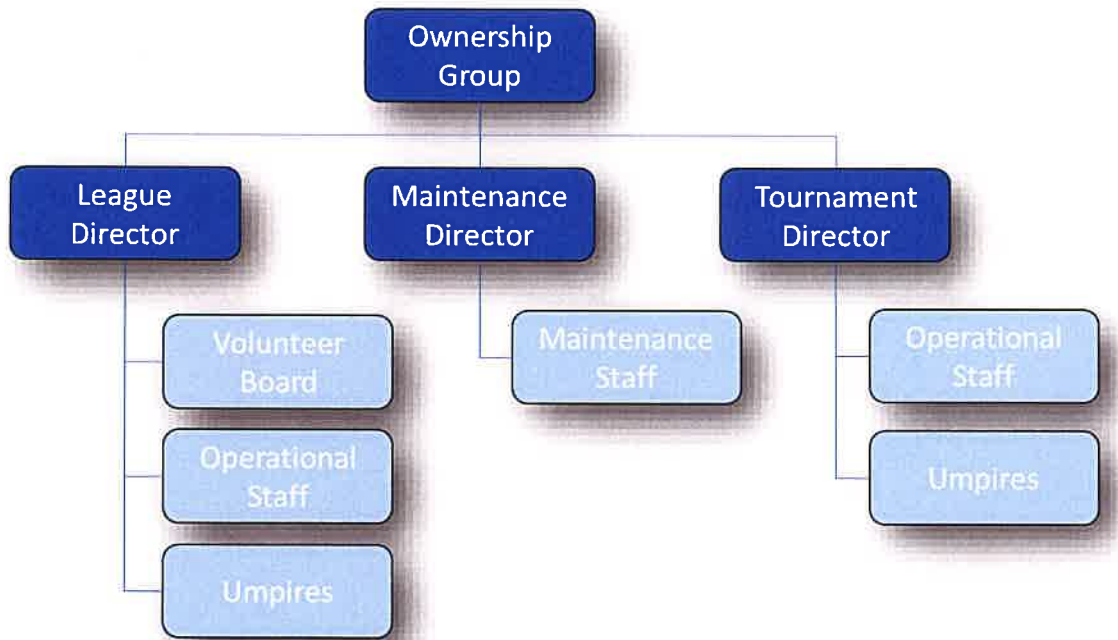 Ownership
Group
League
Director
Maintenance
Director
Tournament
Director
Volunteer
Board
Operational
Staff
Umpires
Maintenance
Staff
Operational
Staff
Umpires